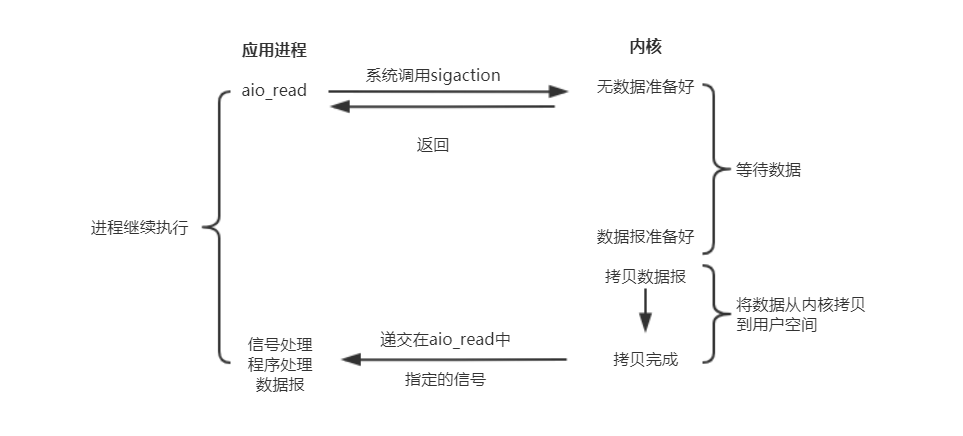 应用进程
内核
aio_read
系统调用sigaction
无数据准备好
返回
等待数据
进程继续执行
数据报准备好
拷贝数据报
将数据从内核拷贝
到用户空间
信号处理
程序处理
数据报
递交在aio_read中
指定的信号
拷贝完成